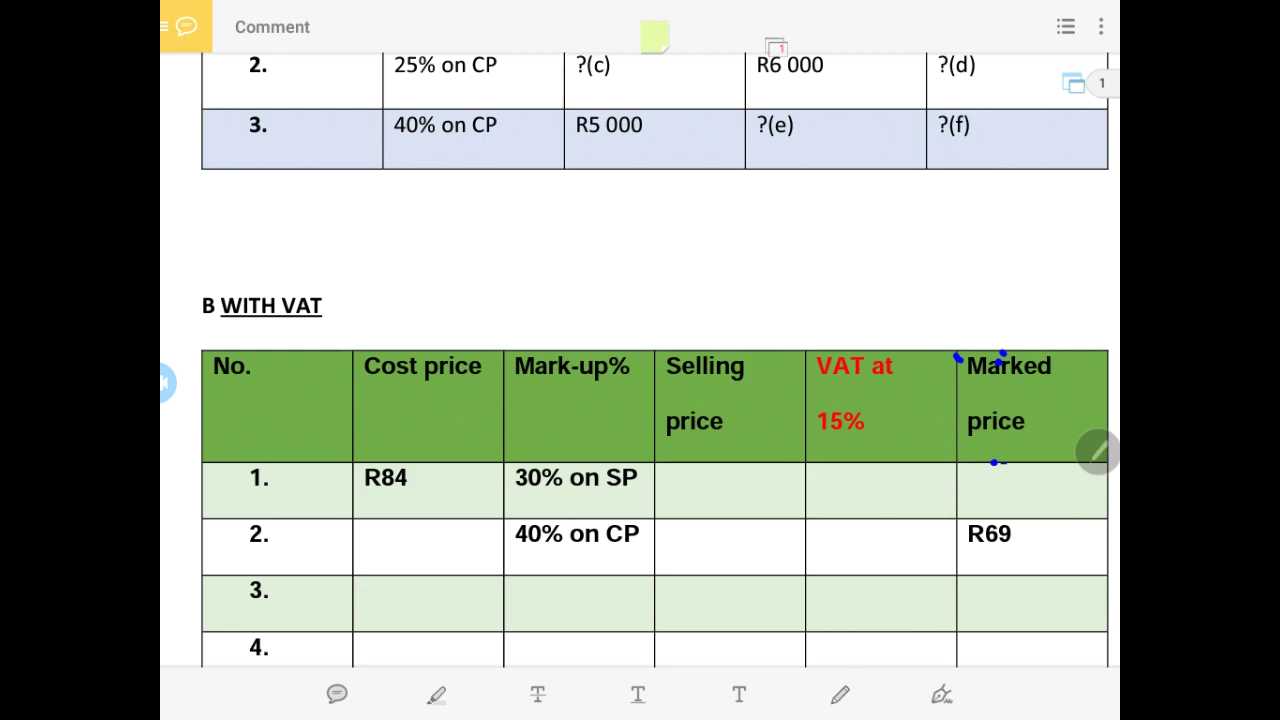 Comment
1
1
2. 25% on CP ?(c) R6 000 ?(d)
3. 40% on CP R5 000 ?(e) ?(f)
B WITH VAT
No. Cost price Mark-up% Selling price VAT at 15% Marked price
1. R84 30% on SP
2. 40% on CP R69
3.
4.